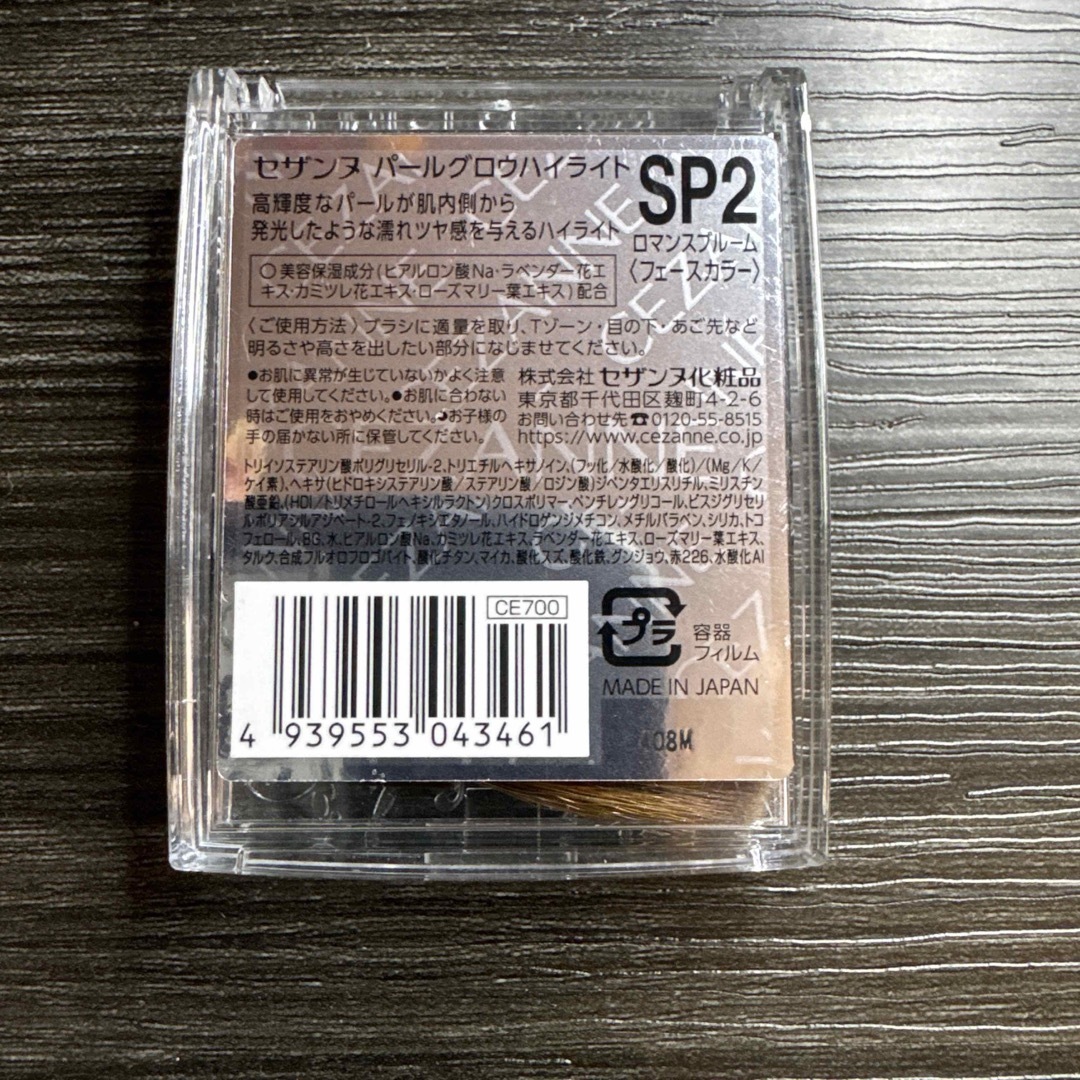 セザンヌ パールグロウハイライト
SP2
高輝度なパールが肌内側から
発光したような濡れツヤ感を与えるハイライト
ロマンスブルーム
〈フェースカラー〉
○美容保湿成分(ヒアルロン酸Na・ラベンダー花エ
キス・カミツレ花エキス・ローズマリー葉エキス)配合
〈ご使用方法〉ブラシに適量を取り、Tゾーン・目の下・あご先など
明るさや高さを出したい部分になじませてください。
●お肌に異常が生じていないかよく注意
して使用してください。●お肌に合わない
時はご使用をおやめください。●お子様の
手の届かない所に保管してください。
株式会社 セザンヌ化粧品
東京都千代田区麹町4-2-6
お問い合わせ先☎0120-55-8515
https://www.cezanne.co.jp
トリイソステアリン酸ポリグリセリル-2、トリエチルヘキサノイン、(フッ化/水酸化/酸化)/(Mg/K/
ケイ素)、ヘキサ(ヒドロキシステアリン酸/ステアリン酸/ロジン酸)ジペンタエリスリチル、ミリスチン
酸亜鉛、(HDI/トリメチロールヘキシルラクトン)クロスポリマー、ペンチレングリコール、ビスジグリセリ
ルポリアシルアジペート-2、フェノキシエタノール、ハイドロゲンジメチコン、メチルパラベン、シリカ、トコ
フェロール、BG、水、ヒアルロン酸Na、カミツレ花エキス、ラベンダー花エキス、ローズマリー葉エキス、
タルク、合成フルオロフロゴパイト、酸化チタン、マイカ、酸化スズ、酸化鉄、グンジョウ、赤226、水酸化Al
CE700
4 939553 043461
プラ
容器
フィルム
MADE IN JAPAN